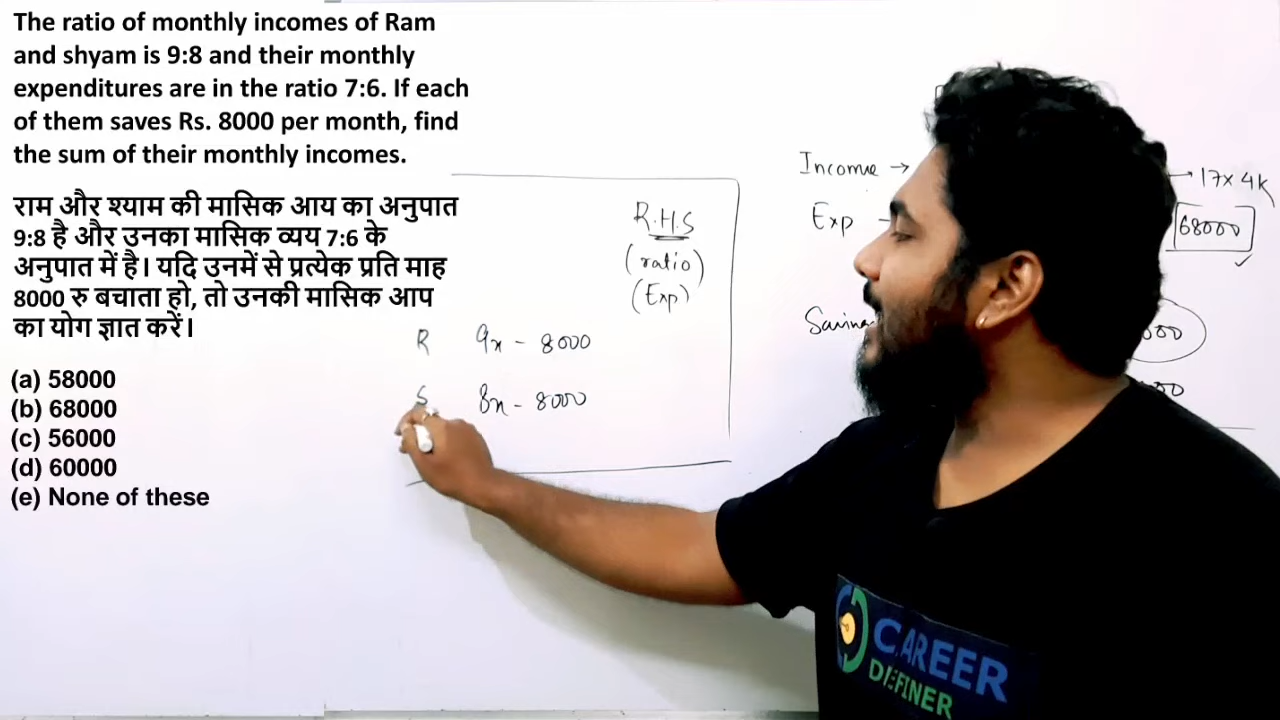 The ratio of monthly incomes of Ram
and shyam is 9:8 and their monthly
expenditures are in the ratio 7:6. If each
of them saves Rs. 8000 per month, find
the sum of their monthly incomes.
राम और श्याम की मासिक आय का अनुपात
9:8 है और उनका मासिक व्यय 7:6 के
अनुपात में है। यदि उनमें से प्रत्येक प्रति माह
8000 रु बचाता हो, तो उनकी मासिक आप
का योग ज्ञात करें।
(a) 58000
(b) 68000
(c) 56000
(d) 60000
(e) None of these
R.H.S
(ratio)
(Exp)
R 9x - 8000
S 8x - 8000
Income → → 17x 4K
Exp - 68000
CAREER
DEFINER